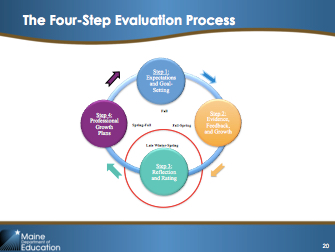 The Four-Step Evaluation Process
Step 1:
Expectations
and Goal-
Setting
Fall
Step 4:
Professional
Growth
Plans
Spring-Fall
Fall-Spring
Step 2:
Evidence,
Feedback,
and Growth
Late Winter-Spring
Step 3:
Reflection
and Rating
Maine
Department of
Education
20